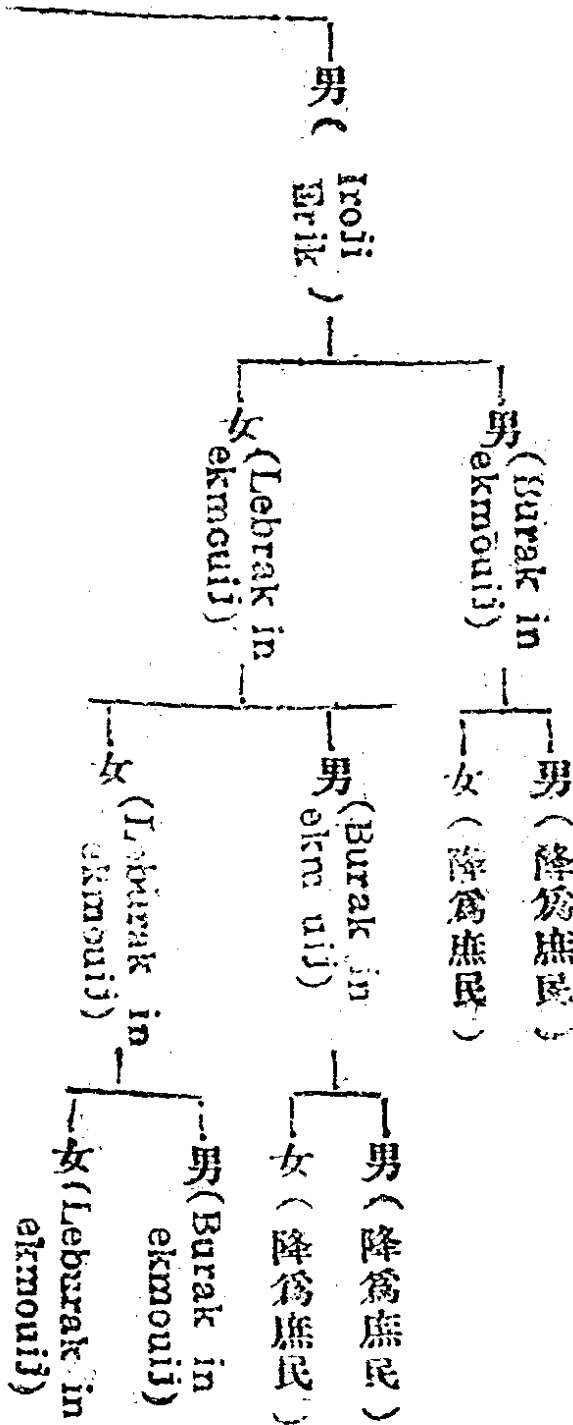 男( Iroji
Erik )
男(Burak in
ekmouij)
女(Lebrak in
ekmouij)
男(降爲庶民)
女(降爲庶民)
男(Burak in
ekm uij)
女(Leburak in
ekmouij)
男(降爲庶民)
女(降爲庶民)
男(Burak in
ekmouij)
女(Leburak in
ekmouij)